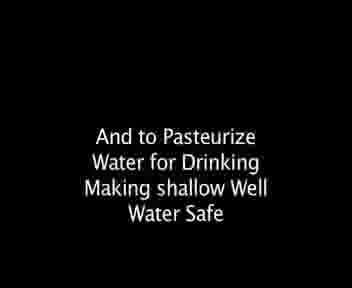 And to Pasteurize
Water for Drinking
Making shallow Well
Water Safe